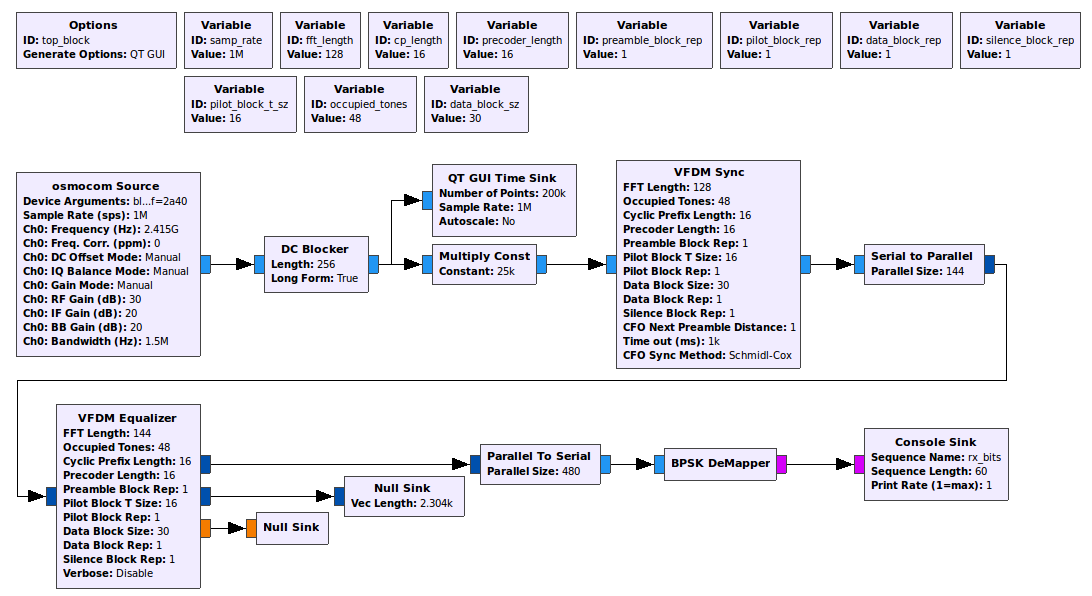 Options
ID: top_block
Generate Options: QT GUI
Variable
ID: samp_rate
Value: 1M
Variable
ID: fft_length
Value: 128
Variable
ID: cp_length
Value: 16
Variable
ID: precoder_length
Value: 16
Variable
ID: preamble_block_rep
Value: 1
Variable
ID: pilot_block_rep
Value: 1
Variable
ID: data_block_rep
Value: 1
Variable
ID: silence_block_rep
Value: 1
Variable
ID: pilot_block_t_sz
Value: 16
Variable
ID: occupied_tones
Value: 48
Variable
ID: data_block_sz
Value: 30
osmocom Source
Device Arguments: bl...f=2a40
Sample Rate (sps): 1M
Ch0: Frequency (Hz): 2.415G
Ch0: Freq. Corr. (ppm): 0
Ch0: DC Offset Mode: Manual
Ch0: IQ Balance Mode: Manual
Ch0: Gain Mode: Manual
Ch0: RF Gain (dB): 30
Ch0: IF Gain (dB): 20
Ch0: BB Gain (dB): 20
Ch0: Bandwidth (Hz): 1.5M
DC Blocker
Length: 256
Long Form: True
QT GUI Time Sink
Number of Points: 200k
Sample Rate: 1M
Autoscale: No
Multiply Const
Constant: 25k
VFDM Sync
FFT Length: 128
Occupied Tones: 48
Cyclic Prefix Length: 16
Precoder Length: 16
Preamble Block Rep: 1
Pilot Block T Size: 16
Pilot Block Rep: 1
Data Block Size: 30
Data Block Rep: 1
Silence Block Rep: 1
CFO Next Preamble Distance: 1
Time out (ms): 1k
CFO Sync Method: Schmidl-Cox
Serial to Parallel
Parallel Size: 144
VFDM Equalizer
FFT Length: 144
Occupied Tones: 48
Cyclic Prefix Length: 16
Precoder Length: 16
Preamble Block Rep: 1
Pilot Block T Size: 16
Pilot Block Rep: 1
Data Block Size: 30
Data Block Rep: 1
Silence Block Rep: 1
Verbose: Disable
Null Sink
Vec Length: 2.304k
Null Sink
Parallel To Serial
Parallel Size: 480
BPSK DeMapper
Console Sink
Sequence Name: rx_bits
Sequence Length: 60
Print Rate (1=max): 1